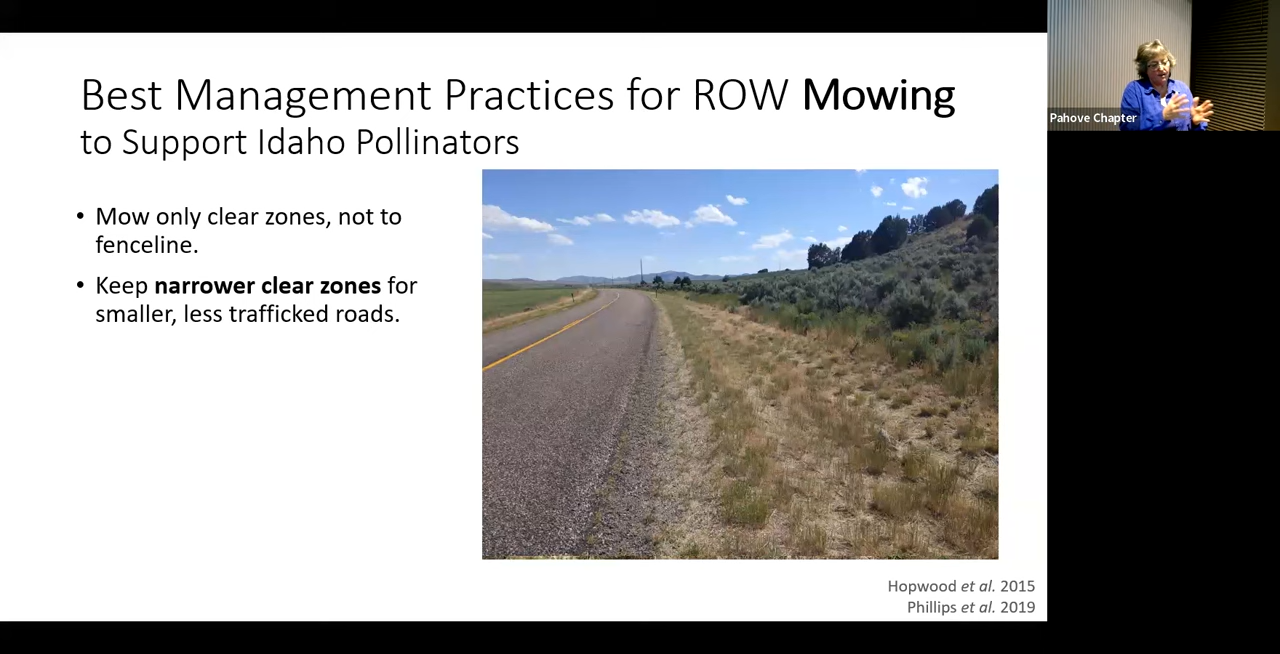 Best Management Practices for ROW Mowing
to Support Idaho Pollinators
• Mow only clear zones, not to
fenceline.
• Keep narrower clear zones for
smaller, less trafficked roads.
Hopwood et al. 2015
Phillips et al. 2019
Pahove Chapter